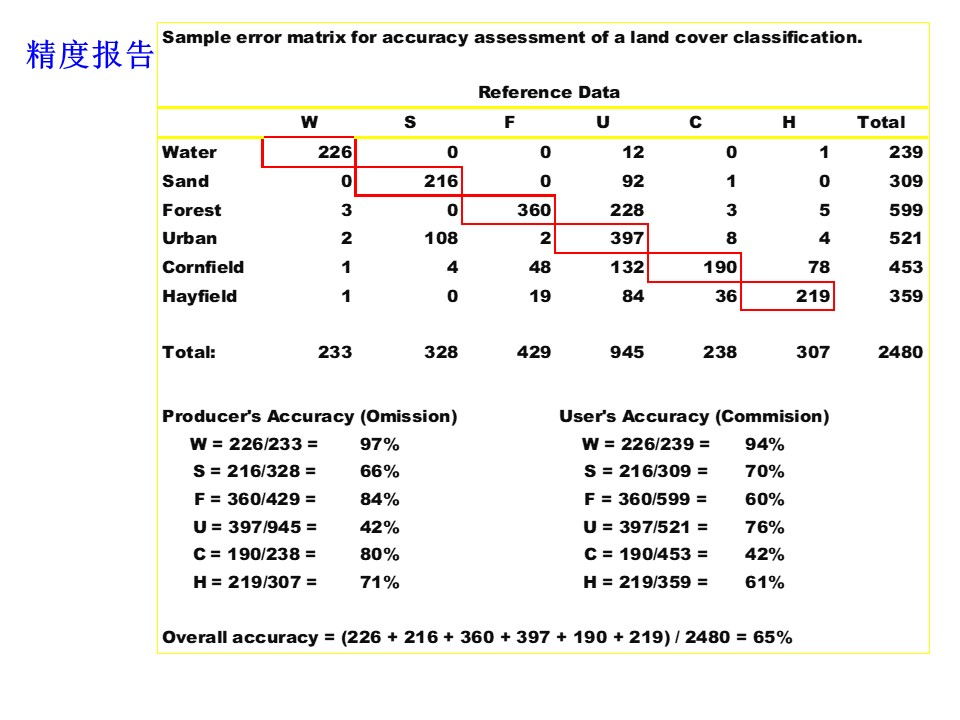 精度报告
Sample error matrix for accuracy assessment of a land cover classification.
Reference Data
W S F U C H Total
Water 226 0 0 12 0 1 239
Sand 0 216 0 92 1 0 309
Forest 3 0 360 228 3 5 599
Urban 2 108 2 397 8 4 521
Cornfield 1 4 48 132 190 78 453
Hayfield 1 0 19 84 36 219 359
Total: 233 328 429 945 238 307 2480
Producer's Accuracy (Omission) User's Accuracy (Commision)
W = 226/233 = 97% W = 226/239 = 94%
S = 216/328 = 66% S = 216/309 = 70%
F = 360/429 = 84% F = 360/599 = 60%
U = 397/945 = 42% U = 397/521 = 76%
C = 190/238 = 80% C = 190/453 = 42%
H = 219/307 = 71% H = 219/359 = 61%
Overall accuracy = (226 + 216 + 360 + 397 + 190 + 219) / 2480 = 65%